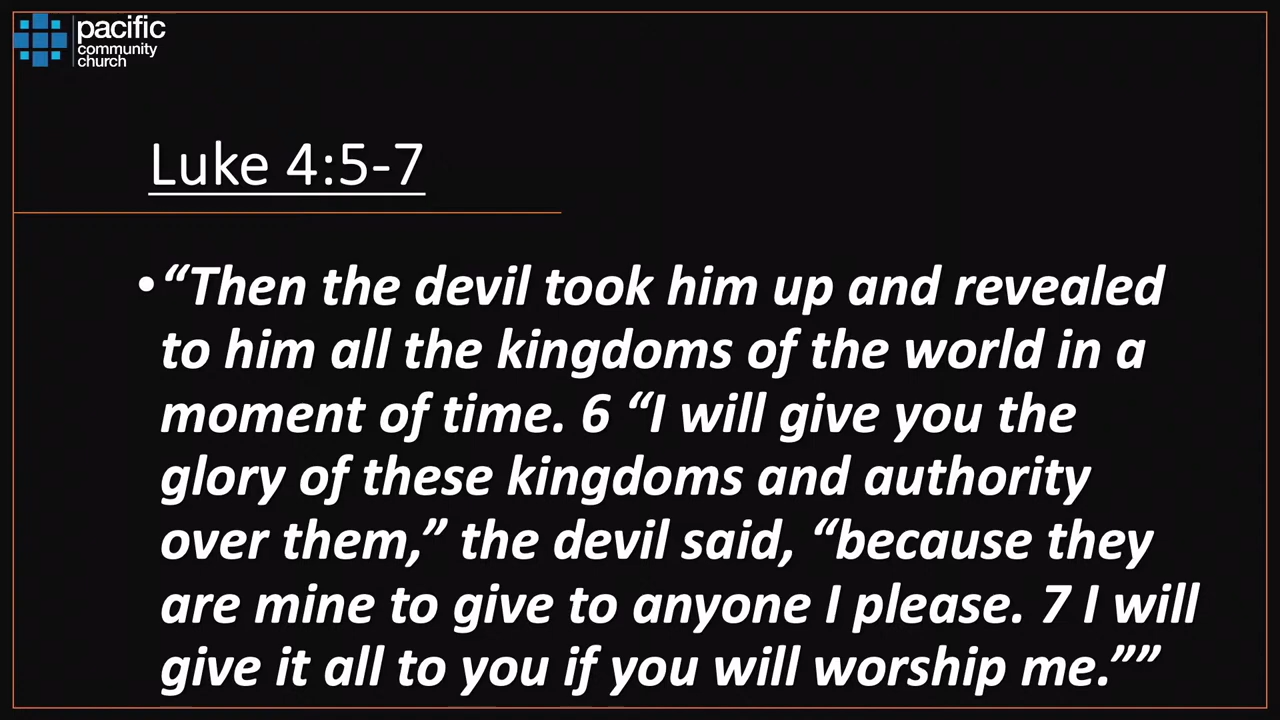 pacific
community
church
Luke 4:5-7
•“Then the devil took him up and revealed
to him all the kingdoms of the world in a
moment of time. 6 “I will give you the
glory of these kingdoms and authority
over them,” the devil said, “because they
are mine to give to anyone I please. 7 I will
give it all to you if you will worship me.””